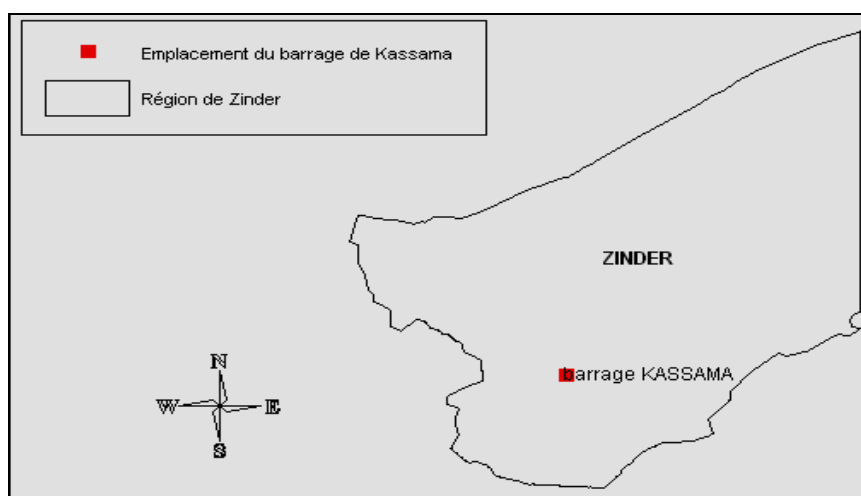 Emplacement du barrage de Kassama
Région de Zinder
ZINDER
barrage KASSAMA
N
W E
S